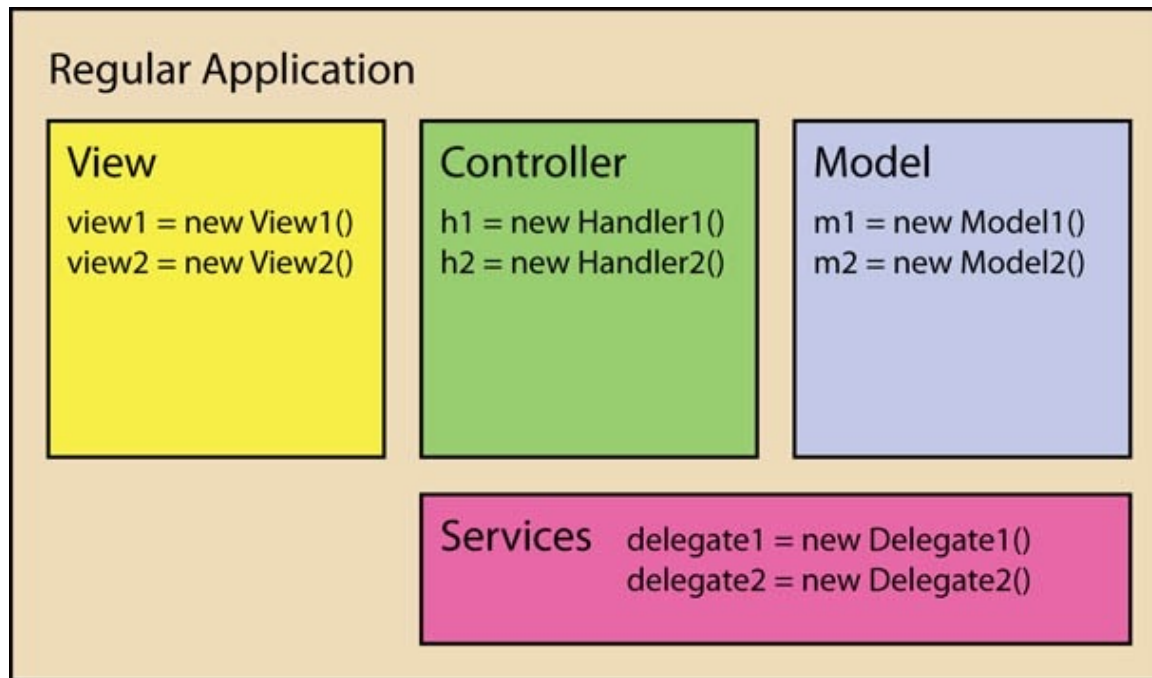 Regular Application
View
view1 = new View1()
view2 = new View2()
Controller
h1 = new Handler1()
h2 = new Handler2()
Model
m1 = new Model1()
m2 = new Model2()
Services
delegate1 = new Delegate1()
delegate2 = new Delegate2()